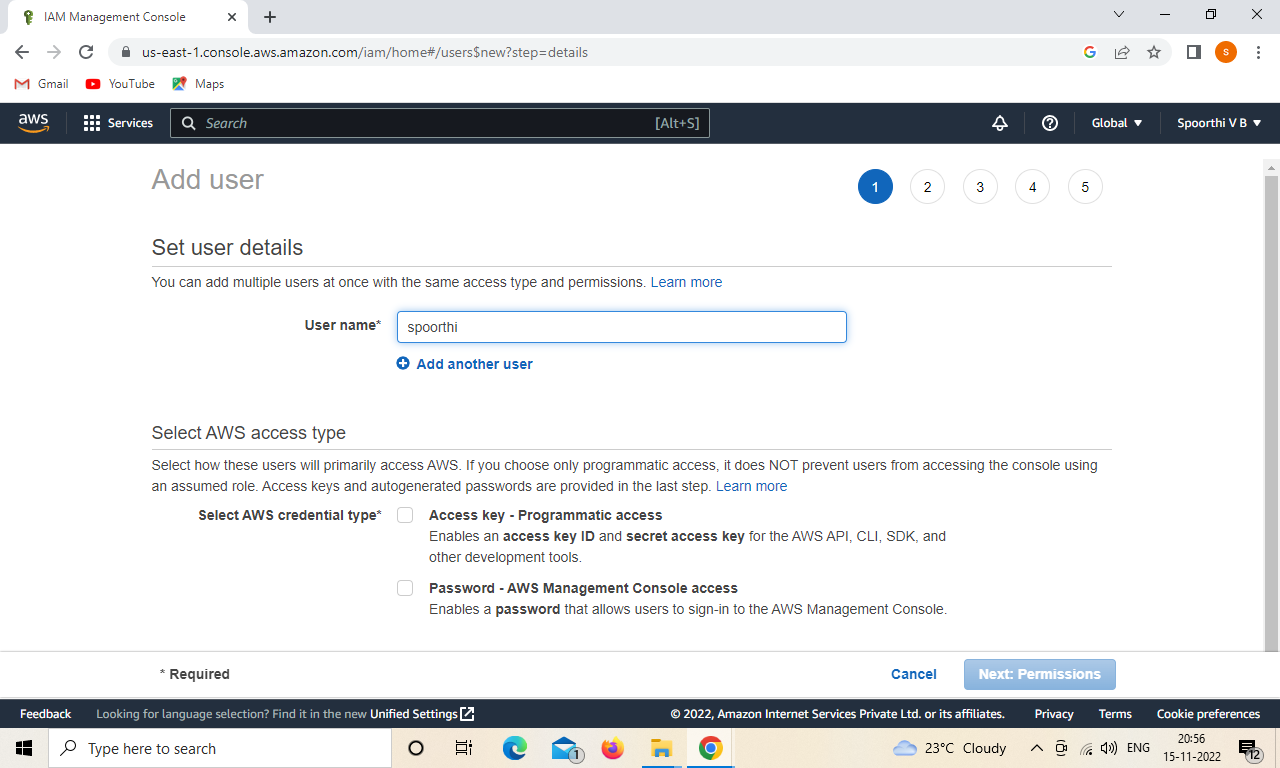 IAM Management Console
us-east-1.console.aws.amazon.com/iam/home#/users$new?step=details
G
s
Gmail
YouTube
Maps
aws
Services
Search
[Alt+S]
Global
Spoorthi V B
Add user
1 2 3 4 5
Set user details
You can add multiple users at once with the same access type and permissions. Learn more
User name*
spoorthi
Add another user
Select AWS access type
Select how these users will primarily access AWS. If you choose only programmatic access, it does NOT prevent users from accessing the console using
an assumed role. Access keys and autogenerated passwords are provided in the last step. Learn more
Select AWS credential type*
Access key - Programmatic access
Enables an access key ID and secret access key for the AWS API, CLI, SDK, and
other development tools.
Password - AWS Management Console access
Enables a password that allows users to sign-in to the AWS Management Console.
* Required
Cancel
Next: Permissions
Feedback
Looking for language selection? Find it in the new Unified Settings
© 2022, Amazon Internet Services Private Ltd. or its affiliates.
Privacy
Terms
Cookie preferences
Type here to search
1
23°C Cloudy
ENG
20:56
15-11-2022
12